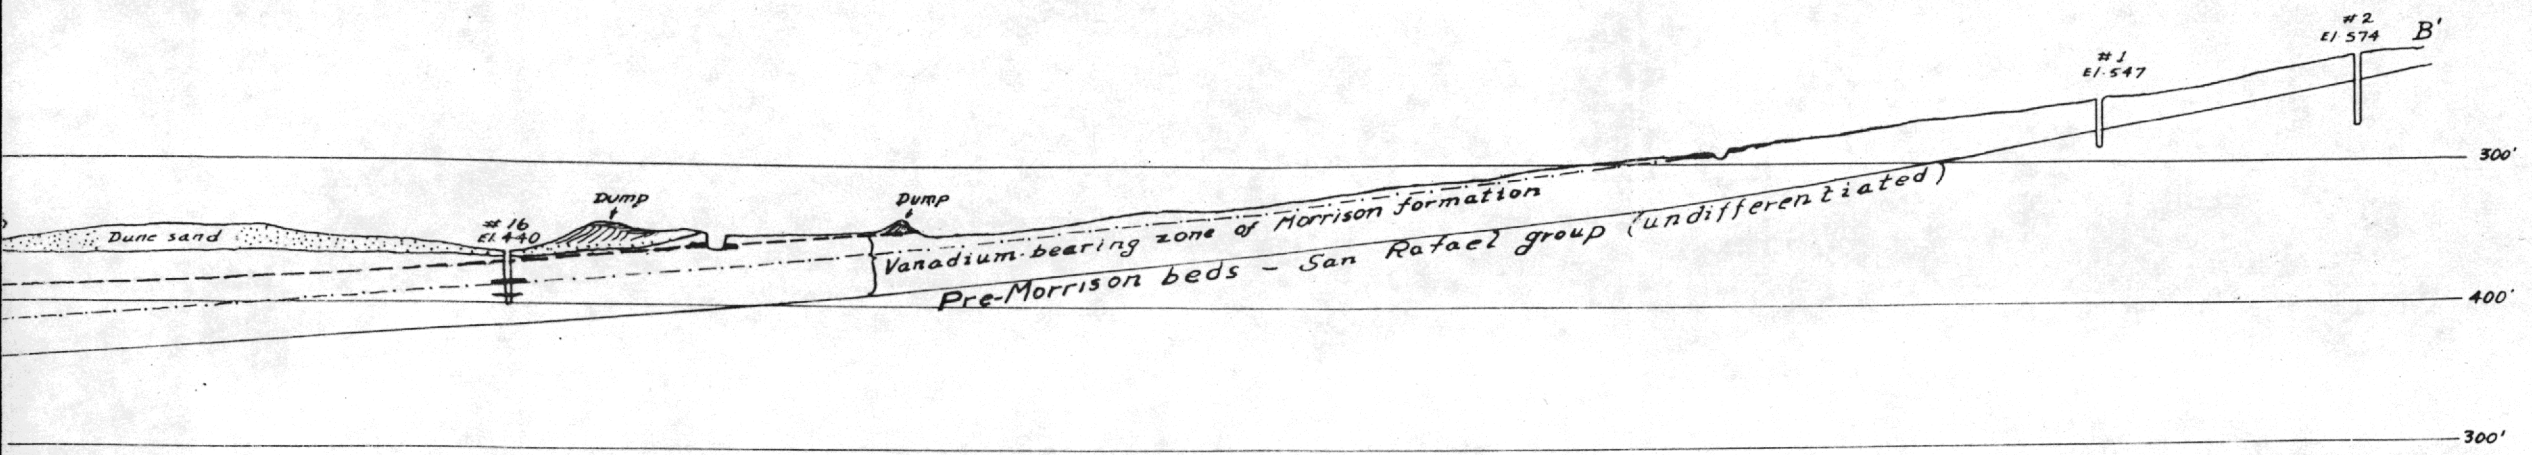 #2
El. 574
B'
#1
El. 547
300'
Dump
Dump
#16
El. 440
Dune sand
Vanadium-bearing zone of Morrison formation
Pre-Morrison beds – San Rafael group (undifferentiated)
400'
300'